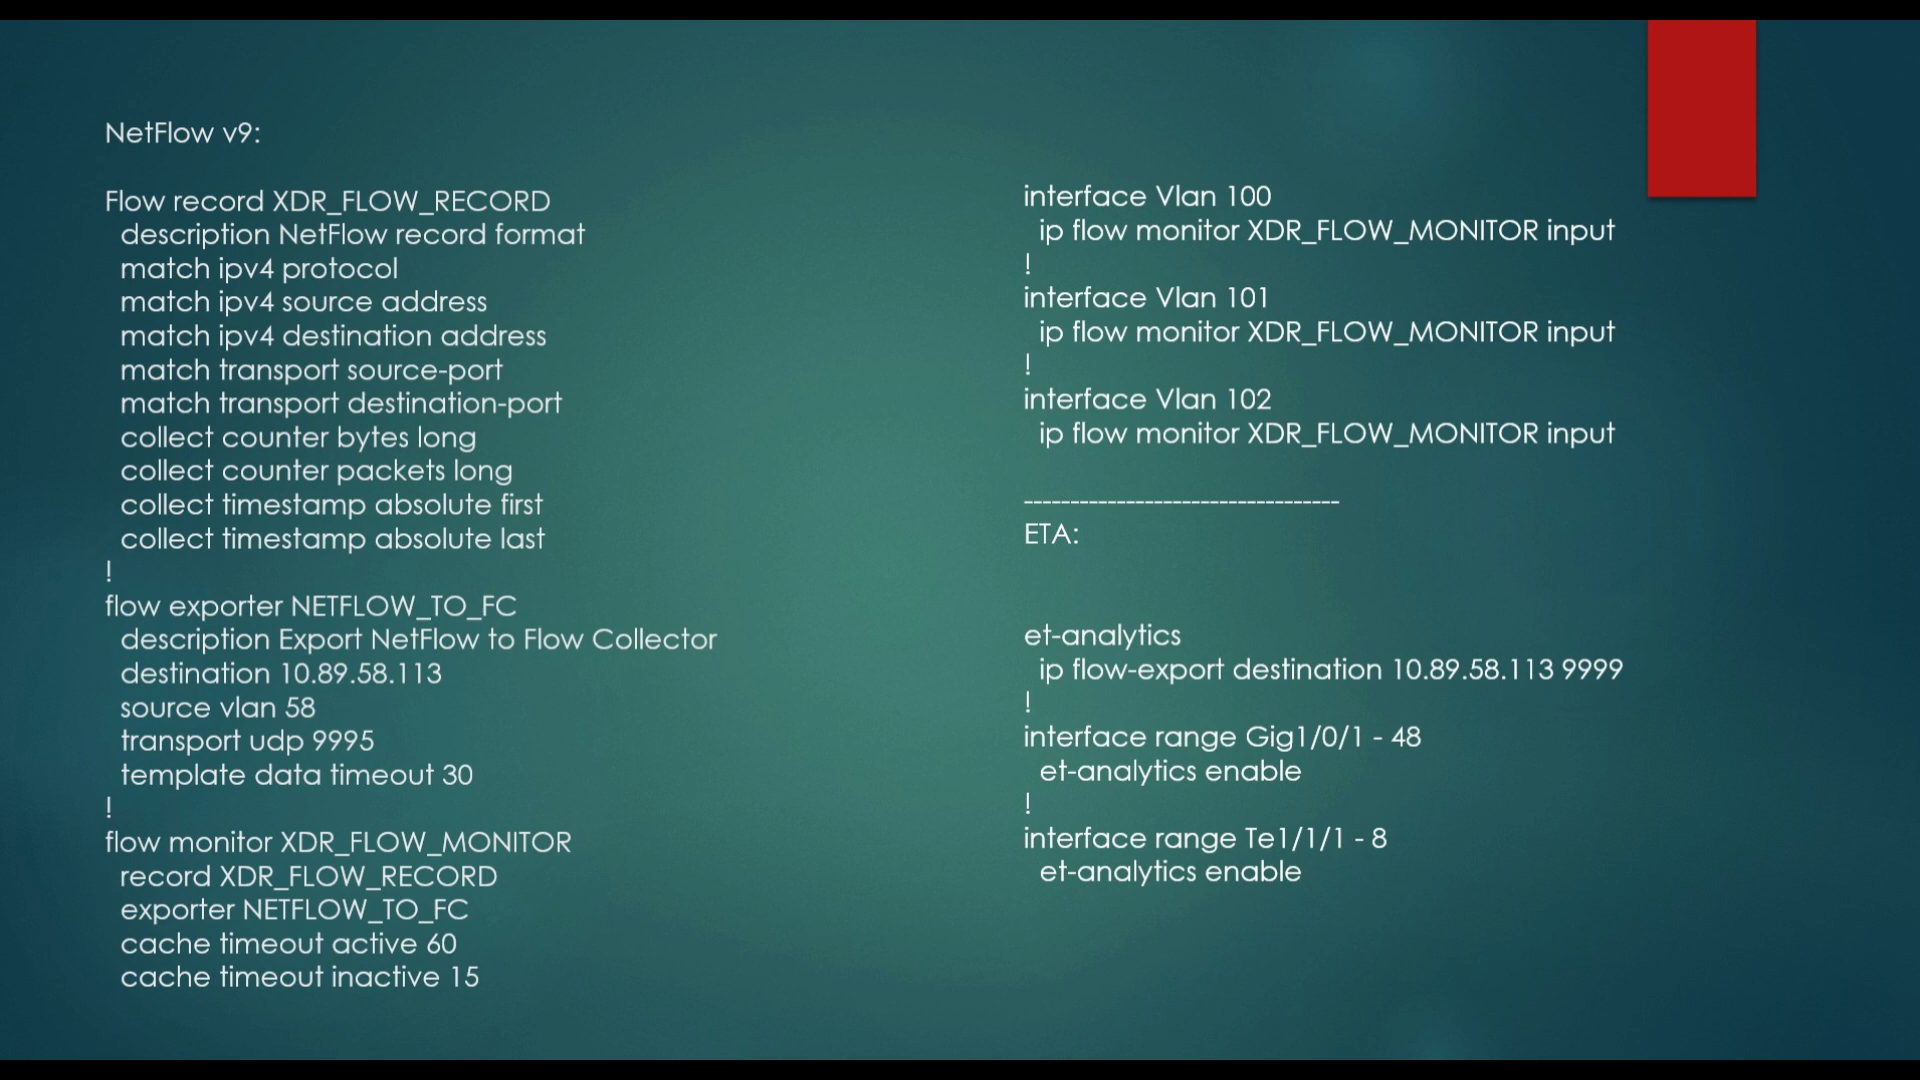 NetFlow v9:
Flow record XDR_FLOW_RECORD
description NetFlow record format
match ipv4 protocol
match ipv4 source address
match ipv4 destination address
match transport source-port
match transport destination-port
collect counter bytes long
collect counter packets long
collect timestamp absolute first
collect timestamp absolute last
!
flow exporter NETFLOW_TO_FC
description Export NetFlow to Flow Collector
destination 10.89.58.113
source vlan 58
transport udp 9995
template data timeout 30
!
flow monitor XDR_FLOW_MONITOR
record XDR_FLOW_RECORD
exporter NETFLOW_TO_FC
cache timeout active 60
cache timeout inactive 15
interface Vlan 100
ip flow monitor XDR_FLOW_MONITOR input
!
interface Vlan 101
ip flow monitor XDR_FLOW_MONITOR input
!
interface Vlan 102
ip flow monitor XDR_FLOW_MONITOR input
----------------------------------
ETA:
et-analytics
ip flow-export destination 10.89.58.113 9999
!
interface range Gig1/0/1 - 48
et-analytics enable
!
interface range Te1/1/1 - 8
et-analytics enable